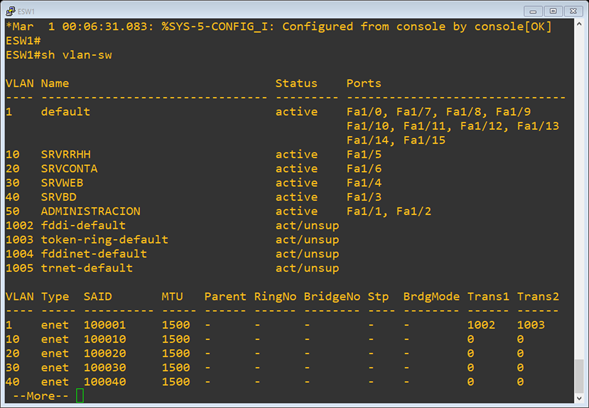 ESW1
*Mar  1 00:06:31.083: %SYS-5-CONFIG_I: Configured from console by console[OK]
ESW1#
ESW1#sh vlan-sw
VLAN Name                             Status    Ports
---- -------------------------------- --------- -------------------------------
1    default                          active    Fa1/0, Fa1/7, Fa1/8, Fa1/9
                                                Fa1/10, Fa1/11, Fa1/12, Fa1/13
                                                Fa1/14, Fa1/15
10   SRVRRHH                          active    Fa1/5
20   SRVCONTA                         active    Fa1/6
30   SRVWEB                           active    Fa1/4
40   SRVBD                            active    Fa1/3
50   ADMINISTRACION                   active    Fa1/1, Fa1/2
1002 fddi-default                     act/unsup
1003 token-ring-default               act/unsup
1004 fddinet-default                  act/unsup
1005 trnet-default                    act/unsup
VLAN Type  SAID       MTU   Parent RingNo BridgeNo Stp  BrdgMode Trans1 Trans2
---- ----- ---------- ----- ------ ------ -------- ---- -------- ------ ------
1    enet  100001     1500  -      -      -        -    -        1002   1003
10   enet  100010     1500  -      -      -        -    -        0      0
20   enet  100020     1500  -      -      -        -    -        0      0
30   enet  100030     1500  -      -      -        -    -        0      0
40   enet  100040     1500  -      -      -        -    -        0      0
 --More--